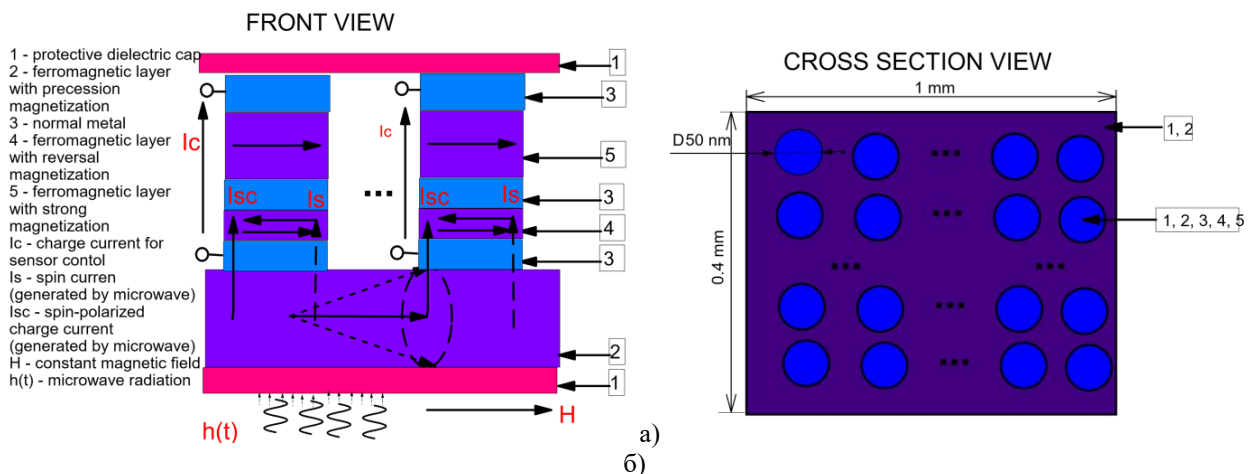 FRONT VIEW
1 - protective dielectric cap
2 - ferromagnetic layer
with precession
magnetization
3 - normal metal
4 - ferromagnetic layer
with reversal
magnetization
5 - ferromagnetic layer
with strong
magnetization
Ic - charge current for
sensor contol
Is - spin curren
(generated by microwave)
Isc - spin-polarized
charge current
(generated by microwave)
H - constant magnetic field
h(t) - microwave radiation
Ic
Ic
Isc
Is
Isc
Is
1
3
5
3
4
3
2
1
h(t)
H
CROSS SECTION VIEW
1 mm
D50 nm
0.4 mm
1, 2
1, 2, 3, 4, 5
а)
б)